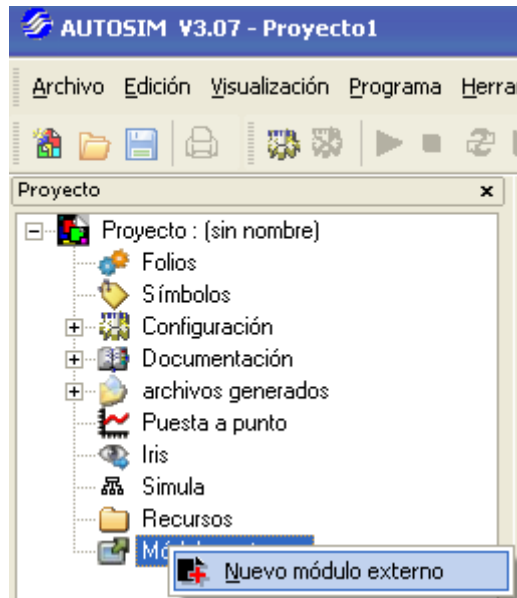 AUTOSIM V3.07 - Proyecto1
Archivo Edición Visualización Programa
Proyecto x
Proyecto : (sin nombre)
Folios
Símbolos
Configuración
Documentación
archivos generados
Puesta a punto
Iris
Simula
Recursos
Nuevo módulo externo